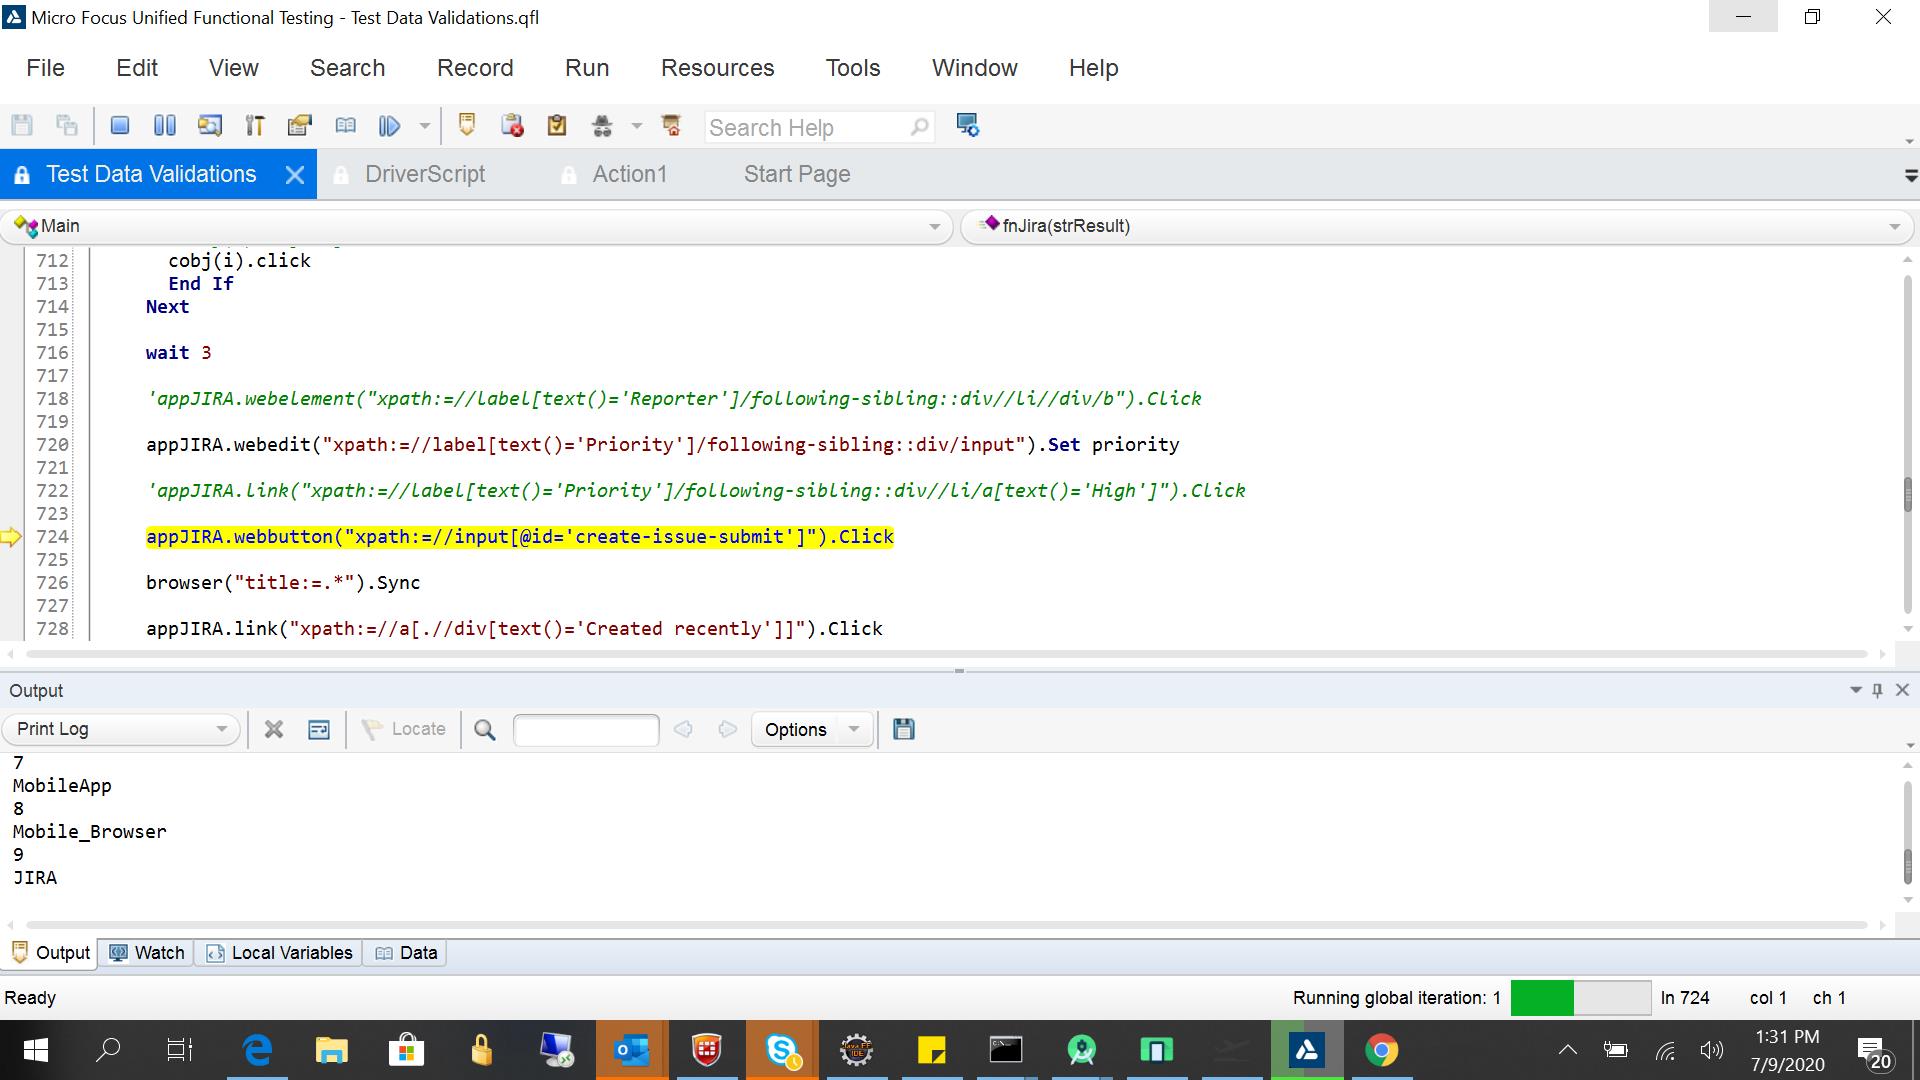 Micro Focus Unified Functional Testing - Test Data Validations.qfl
File Edit View Search Record Run Resources Tools Window Help
Search Help
Test Data Validations DriverScript Action1 Start Page
Main fnJira(strResult)
712 cobj(i).click
713 End If
714 Next
715
716 wait 3
717
718 'appJIRA.webelement("xpath:=//label[text()='Reporter']/following-sibling::div//li//div/b").Click
719
720 appJIRA.webedit("xpath:=//label[text()='Priority']/following-sibling::div/input").Set priority
721
722 'appJIRA.link("xpath:=//label[text()='Priority']/following-sibling::div//li/a[text()='High']").Click
723
724 appJIRA.webbutton("xpath:=//input[@id='create-issue-submit']").Click
725
726 browser("title:=.*").Sync
727
728 appJIRA.link("xpath:=//a[.//div[text()='Created recently']]").Click
Output
Print Log Locate Options
7
MobileApp
8
Mobile_Browser
9
JIRA
Output Watch Local Variables Data
Ready Running global iteration: 1 ln 724 col 1 ch 1
1:31 PM
7/9/2020
20